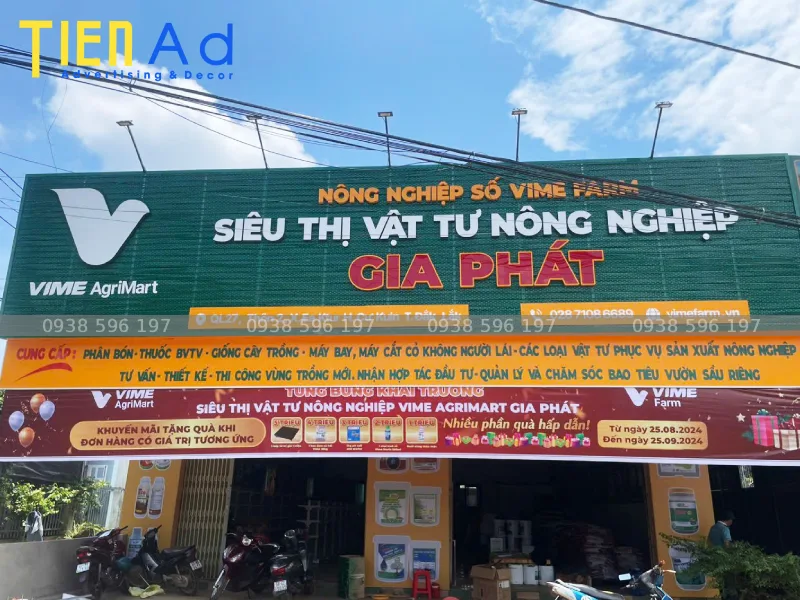 TIEN Ad
Advertising & Decor
NÔNG NGHIỆP SỐ VIME FARM
SIÊU THỊ VẬT TƯ NÔNG NGHIỆP
GIA PHÁT
VIME AgriMart
028 7108 6689 vimefarm.vn
0938 596 197 0938 596 197 0938 596 197 0938 596 197
CUNG CẤP: PHÂN BÓN - THUỐC BVTV - GIỐNG CÂY TRỒNG - MÁY BAY, MÁY CẮT CỎ KHÔNG NGƯỜI LÁI - CÁC LOẠI VẬT TƯ PHỤC VỤ SẢN XUẤT NÔNG NGHIỆP
TƯ VẤN - THIẾT KẾ - THI CÔNG VÙNG TRỒNG MỚI. NHẬN HỢP TÁC ĐẦU TƯ - QUẢN LÝ VÀ CHĂM SÓC BAO TIÊU VƯỜN SẦU RIÊNG
VIME AgriMart
TƯNG BỪNG KHAI TRƯƠNG
VIME Farm
SIÊU THỊ VẬT TƯ NÔNG NGHIỆP VIME AGRIMART GIA PHÁT
KHUYẾN MÃI TẶNG QUÀ KHI
ĐƠN HÀNG CÓ GIÁ TRỊ TƯƠNG ỨNG
Nhiều phần quà hấp dẫn!
Từ ngày 25.08.2024
Đến ngày 25.09.2024